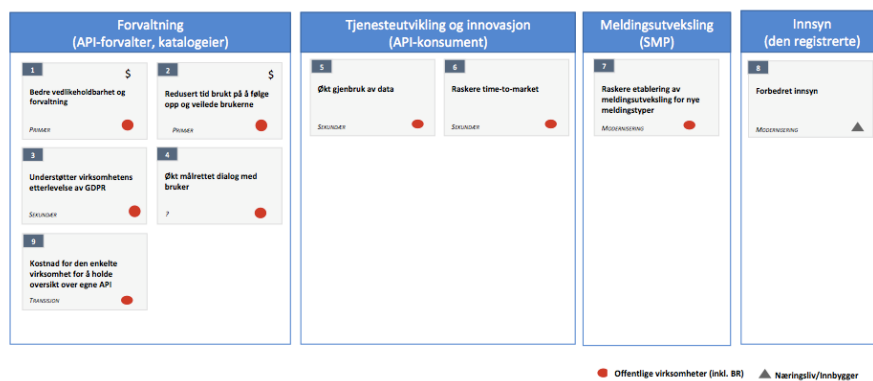 Forvaltning
(API-forvalter, katalogeier)
1
$
Bedre vedlikeholdbarhet og
forvaltning
PRIMÆR
2
$
Redusert tid brukt på å følge
opp og veilede brukerne
PRIMÆR
3
Understøtter virksomhetens
etterlevelse av GDPR
SEKUNDÆR
4
Økt målrettet dialog med
bruker
?
9
Kostnad for den enkelte
virksomhet for å holde
oversikt over egne API
TRANSISJON
Tjenesteutvikling og innovasjon
(API-konsument)
5
Økt gjenbruk av data
SEKUNDÆR
6
Raskere time-to-market
SEKUNDÆR
Meldingsutveksling
(SMP)
7
Raskere etablering av
meldingsutveksling for nye
meldingstyper
MODERNISERING
Innsyn
(den registrerte)
8
Forbedret innsyn
MODERNISERING
Offentlige virksomheter (inkl. BR)
Næringsliv/Innbygger